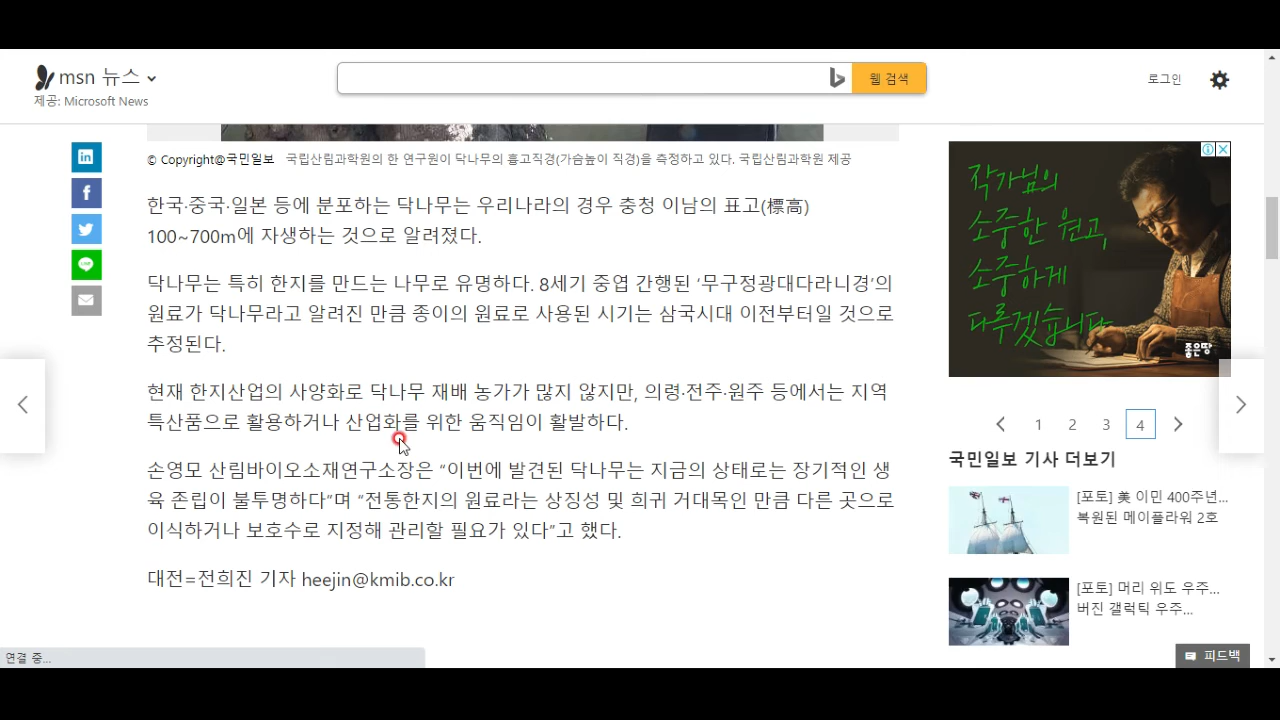 msn 뉴스
제공: Microsoft News
웹 검색
로그인
© Copyright@국민일보 국립산림과학원의 한 연구원이 닥나무의 흉고직경(가슴높이 직경)을 측정하고 있다. 국립산림과학원 제공
한국·중국·일본 등에 분포하는 닥나무는 우리나라의 경우 충청 이남의 표고(標高)
100~700m에 자생하는 것으로 알려졌다.
닥나무는 특히 한지를 만드는 나무로 유명하다. 8세기 중엽 간행된 ‘무구정광대다라니경’의
원료가 닥나무라고 알려진 만큼 종이의 원료로 사용된 시기는 삼국시대 이전부터일 것으로
추정된다.
현재 한지산업의 사양화로 닥나무 재배 농가가 많지 않지만, 의령·전주·원주 등에서는 지역
특산품으로 활용하거나 산업화를 위한 움직임이 활발하다.
손영모 산림바이오소재연구소장은 “이번에 발견된 닥나무는 지금의 상태로는 장기적인 생
육 존립이 불투명하다”며 “전통한지의 원료라는 상징성 및 희귀 거대목인 만큼 다른 곳으로
이식하거나 보호수로 지정해 관리할 필요가 있다”고 했다.
대전=전희진 기자 heejin@kmib.co.kr
작가님의
소중한 원고,
소중하게
다루겠습니다
좋은땅
1 2 3 4
국민일보 기사 더보기
[포토] 美 이민 400주년...
복원된 메이플라워 2호
[포토] 머리 위도 우주...
버진 갤럭틱 우주...
피드백
연결 중...